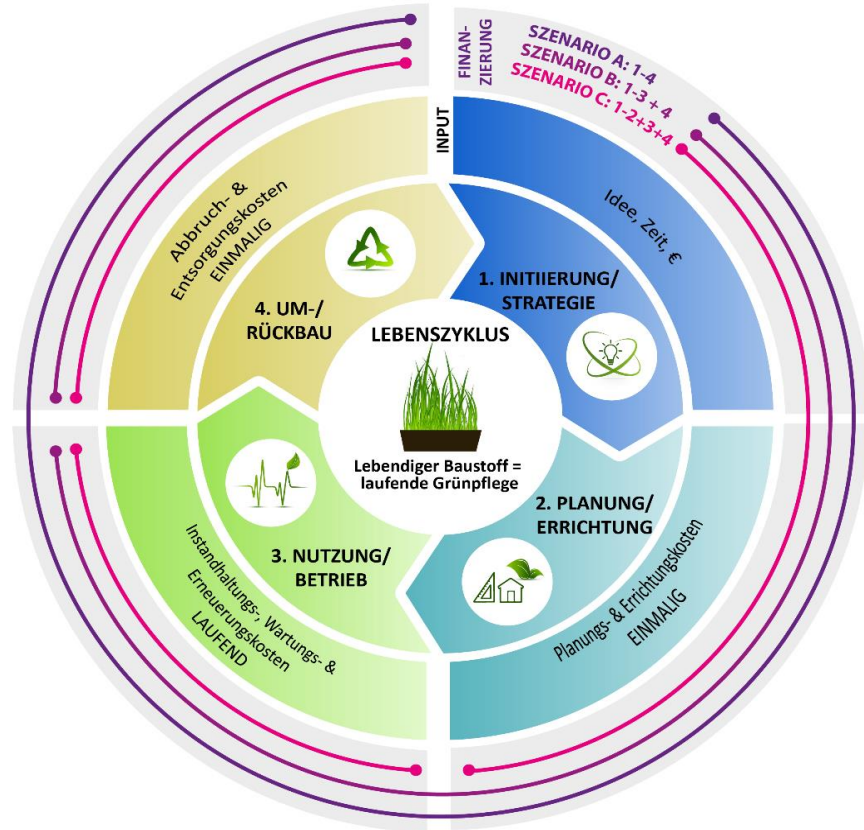 FINAN-
ZIERUNG
SZENARIO A: 1-4
SZENARIO B: 1-3 + 4
SZENARIO C: 1-2+3+4
INPUT
Idee, Zeit, €
1. INITIIERUNG/
STRATEGIE
Planungs- & Errichtungskosten
EINMALIG
2. PLANUNG/
ERRICHTUNG
Instandhaltungs-, Wartungs- &
Erneuerungskosten
LAUFEND
3. NUTZUNG/
BETRIEB
Abbruch- &
Entsorgungskosten
EINMALIG
4. UM-/
RÜCKBAU
LEBENSZYKLUS
Lebendiger Baustoff =
laufende Grünpflege